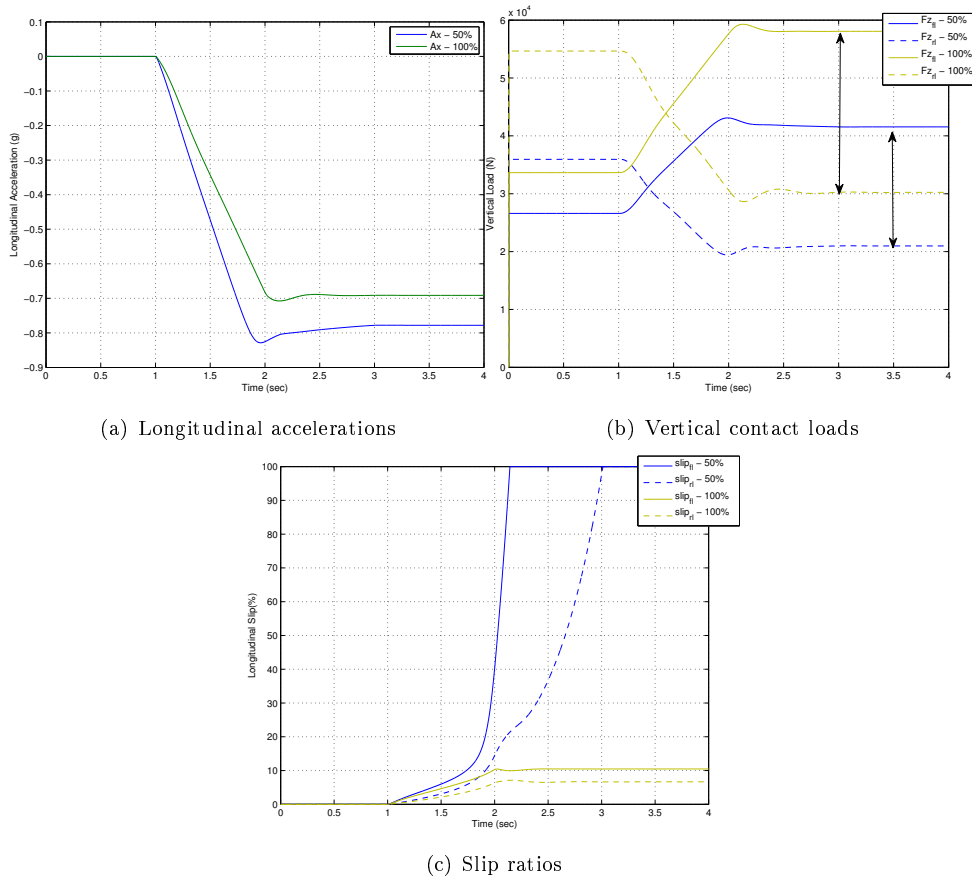 0.1
0
−0.1
−0.2
−0.3
−0.4
−0.5
−0.6
−0.7
−0.8
−0.9
Longitudinal Acceleration (g)
Ax − 50%
Ax − 100%
0 0.5 1 1.5 2 2.5 3 3.5 4
Time (sec)
(a) Longitudinal accelerations
x 10⁴
6
5
4
3
2
1
0
Vertical Load (N)
Fz_fl − 50%
Fz_rl − 50%
Fz_fl − 100%
Fz_rl − 100%
0 0.5 1 1.5 2 2.5 3 3.5 4
Time (sec)
(b) Vertical contact loads
100
90
80
70
60
50
40
30
20
10
0
Longitudinal Slip(%)
slip_fl − 50%
slip_rl − 50%
slip_fl − 100%
slip_rl − 100%
0 0.5 1 1.5 2 2.5 3 3.5 4
Time (sec)
(c) Slip ratios